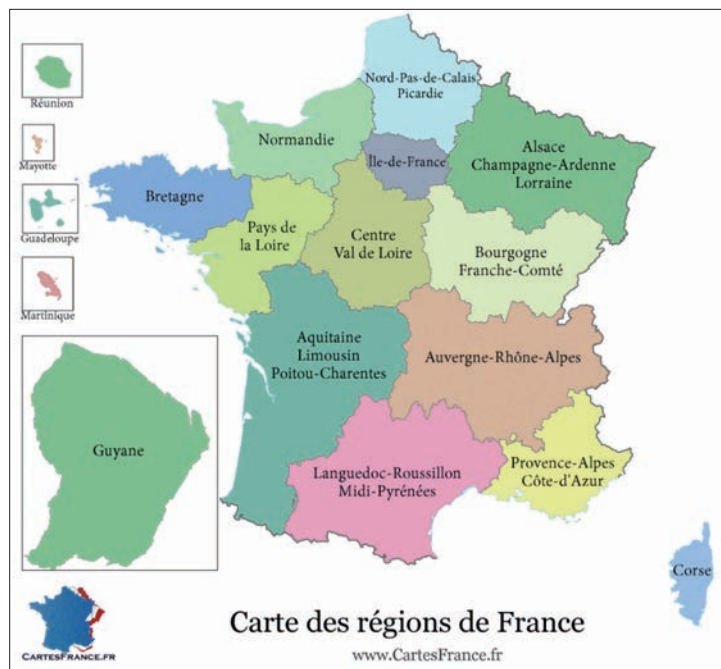 Réunion
Mayotte
Guadeloupe
Martinique
Guyane
Nord-Pas-de-Calais
Picardie
Normandie
Île-de-France
Alsace
Champagne-Ardenne
Lorraine
Bretagne
Pays de
la Loire
Centre
Val de Loire
Bourgogne
Franche-Comté
Aquitaine
Limousin
Poitou-Charentes
Auvergne-Rhône-Alpes
Languedoc-Roussillon
Midi-Pyrénées
Provence-Alpes
Côte-d'Azur
Corse
CARTESFRANCE.FR
Carte des régions de France
www.CartesFrance.fr